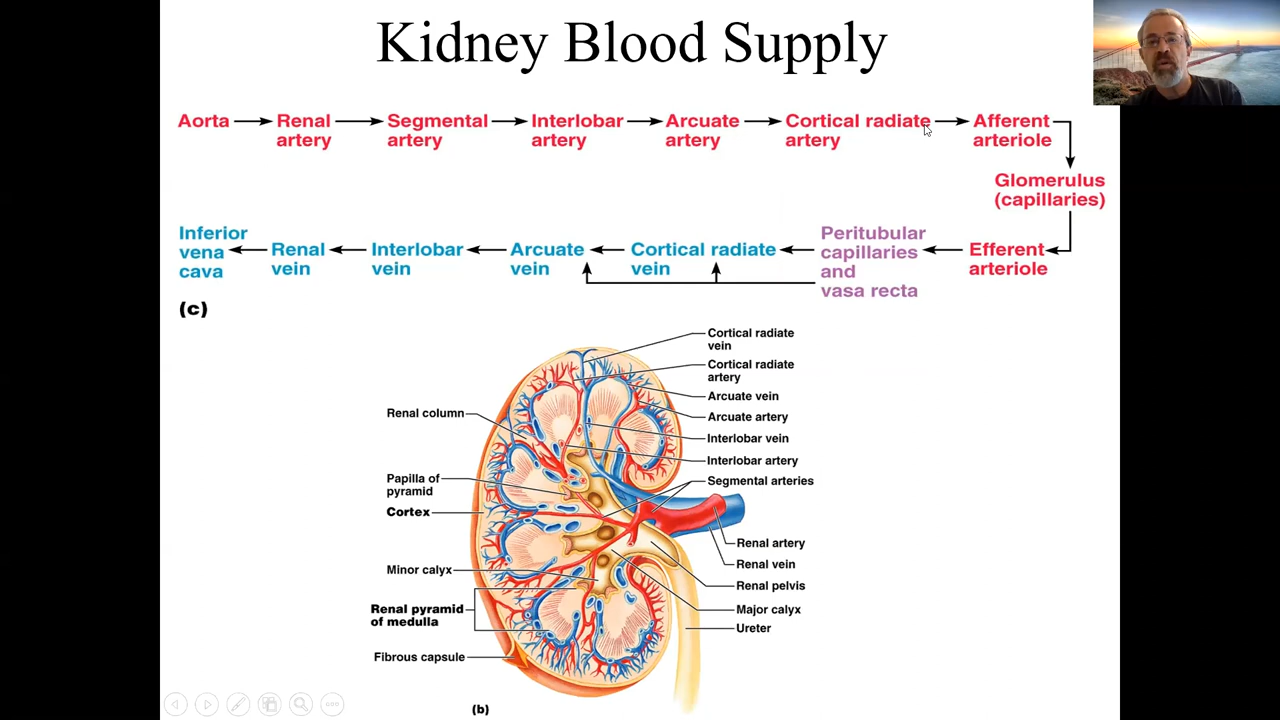 Kidney Blood Supply
Aorta Renal Segmental Interlobar Arcuate Cortical radiate Afferent
artery artery artery artery artery arteriole
Glomerulus
(capillaries)
Inferior
vena
cava
Renal
vein
Interlobar
vein
Arcuate
vein
Cortical radiate
vein
Peritubular
capillaries
and
vasa recta
Efferent
arteriole
(c)
Cortical radiate
vein
Cortical radiate
artery
Arcuate vein
Arcuate artery
Interlobar vein
Interlobar artery
Segmental arteries
Renal artery
Renal vein
Renal pelvis
Major calyx
Ureter
Renal column
Papilla of
pyramid
Cortex
Minor calyx
Renal pyramid
of medulla
Fibrous capsule
(b)